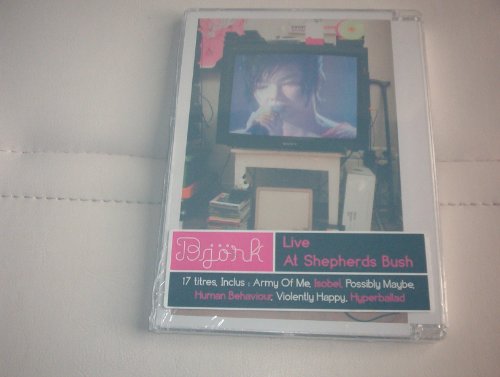 SONY
Björk
Live
At Shepherds Bush
17 titres, Inclus : Army Of Me, Isobel, Possibly Maybe,
Human Behaviour, Violently Happy, Hyperballad